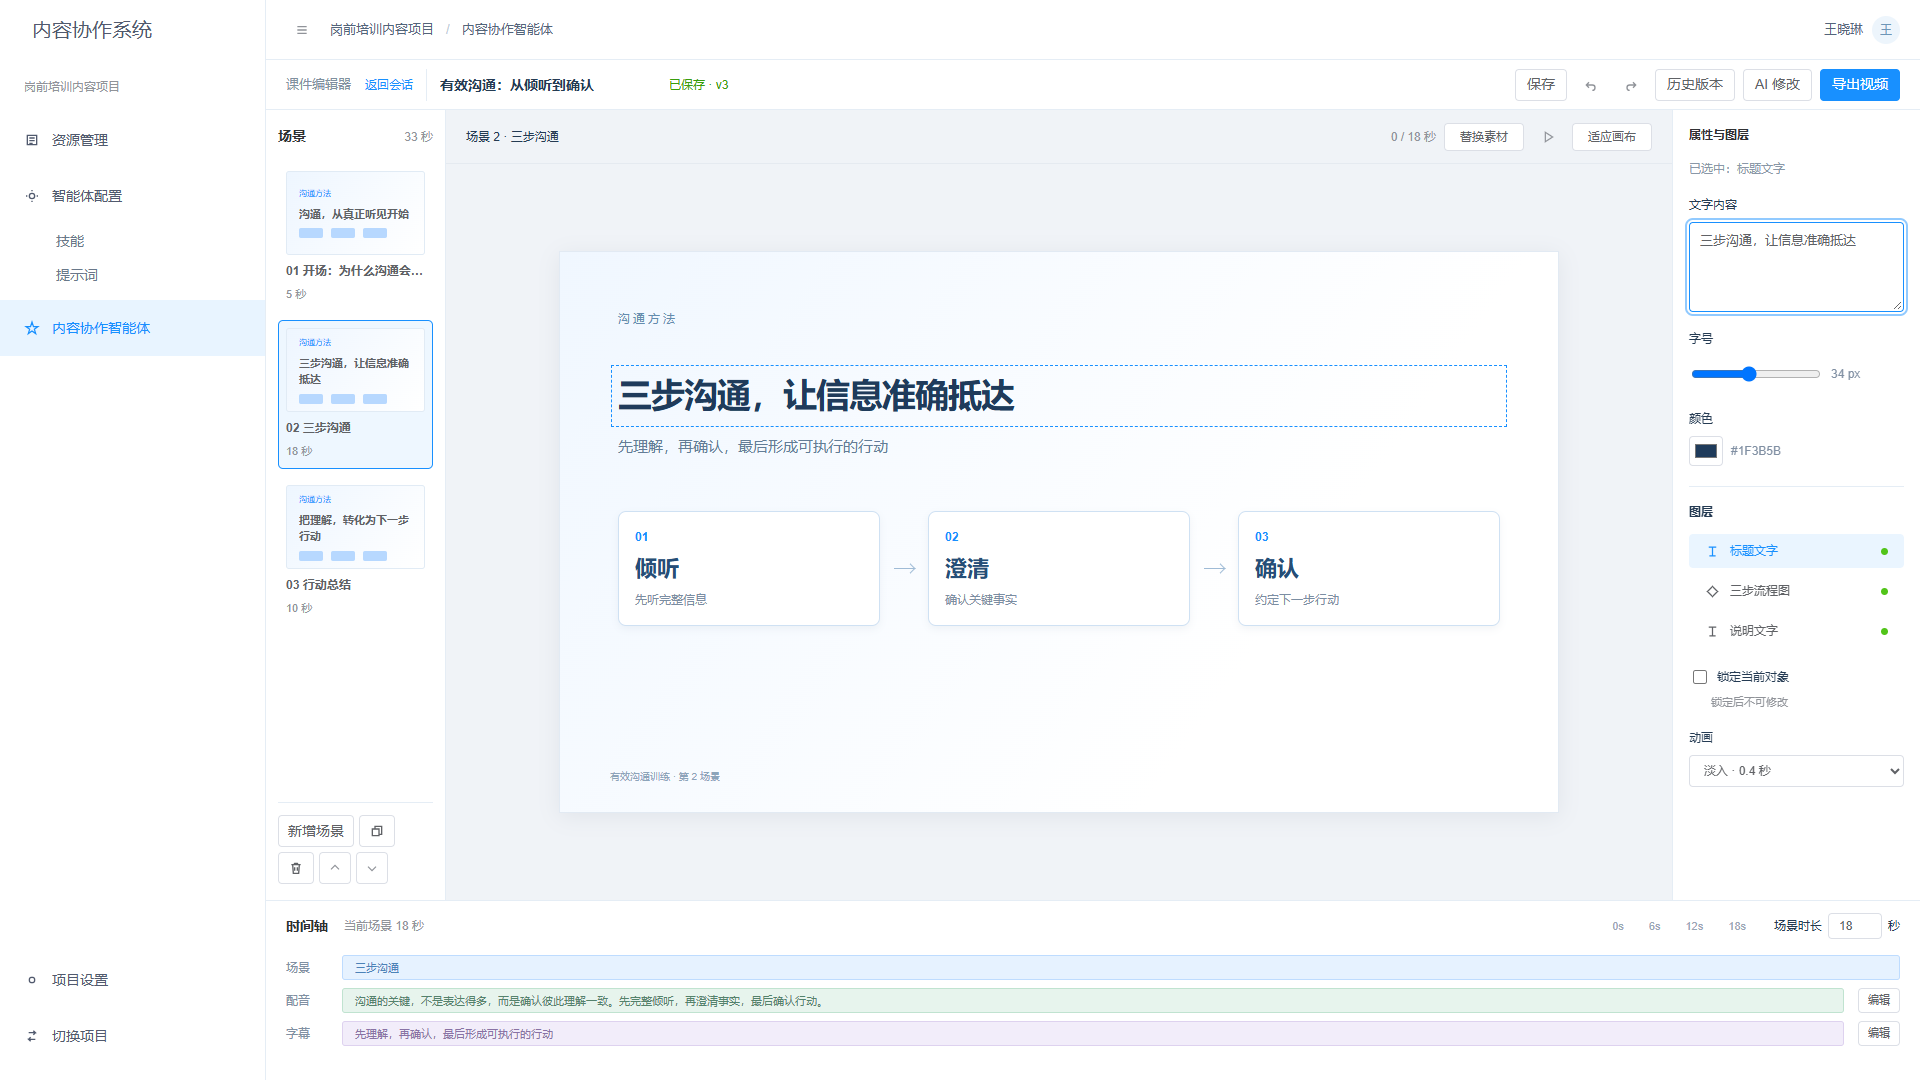 内容协作系统
岗前培训内容项目
资源管理
智能体配置
技能
提示词
内容协作智能体
项目设置
切换项目
岗前培训内容项目 / 内容协作智能体
王晓琳 王
课件编辑器 返回会话 有效沟通：从倾听到确认 已保存 · v3
保存 历史版本 AI 修改 导出视频
场景 33 秒
沟通方法
沟通，从真正听见开始
01 开场：为什么沟通会...
5 秒
沟通方法
三步沟通，让信息准确
抵达
02 三步沟通
18 秒
沟通方法
把理解，转化为下一步
行动
03 行动总结
10 秒
新增场景
场景 2 · 三步沟通 0 / 18 秒 替换素材 适应画布
沟通方法
三步沟通，让信息准确抵达
先理解，再确认，最后形成可执行的行动
01
倾听
先听完整信息
02
澄清
确认关键事实
03
确认
约定下一步行动
有效沟通训练 · 第 2 场景
属性与图层
已选中：标题文字
文字内容
三步沟通，让信息准确抵达
字号
34 px
颜色
#1F3B5B
图层
标题文字
三步流程图
说明文字
锁定当前对象
锁定后不可修改
动画
淡入 · 0.4 秒
时间轴 当前场景 18 秒 0s 6s 12s 18s 场景时长 18 秒
场景 三步沟通
配音 沟通的关键，不是表达得多，而是确认彼此理解一致。先完整倾听，再澄清事实，最后确认行动。 编辑
字幕 先理解，再确认，最后形成可执行的行动 编辑